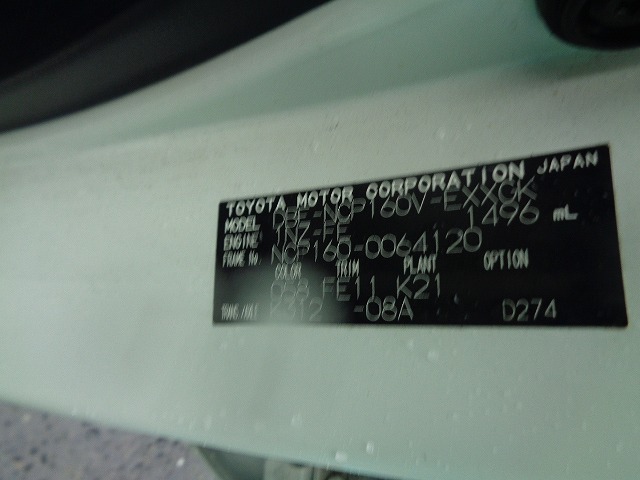 TOYOTA MOTOR CORPORATION JAPAN
MODEL DBE-NCP160V-EXXGK
ENGINE 1NZ-FE 1496 mL
FRAME No. NCP160-0064120
COLOR TRIM PLANT OPTION
058 FE11 K21
TRANS/AXLE K312 -08A D274